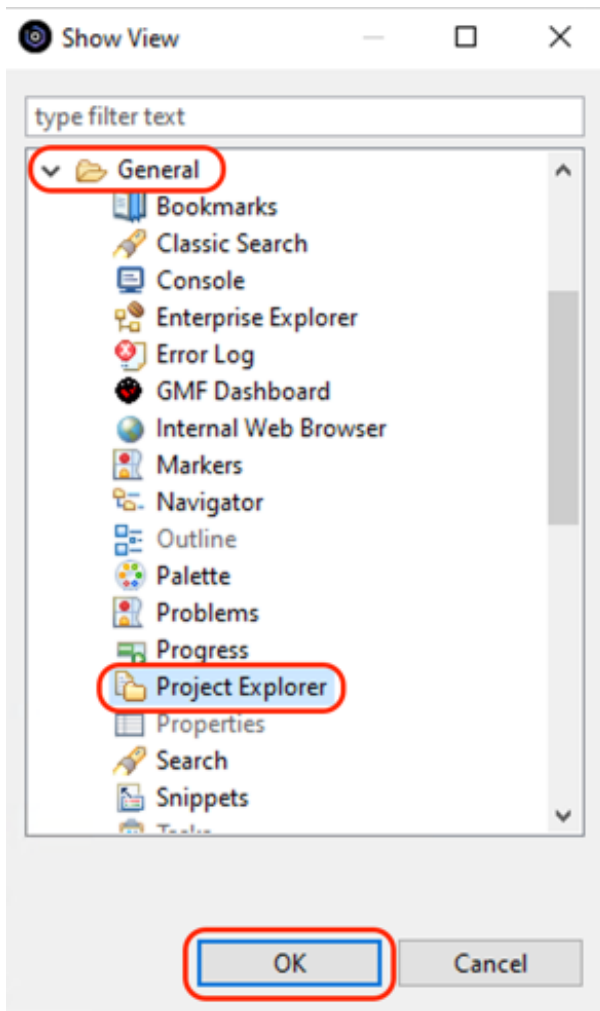 Show View
type filter text
General
Bookmarks
Classic Search
Console
Enterprise Explorer
Error Log
GMF Dashboard
Internal Web Browser
Markers
Navigator
Outline
Palette
Problems
Progress
Project Explorer
Properties
Search
Snippets
OK Cancel